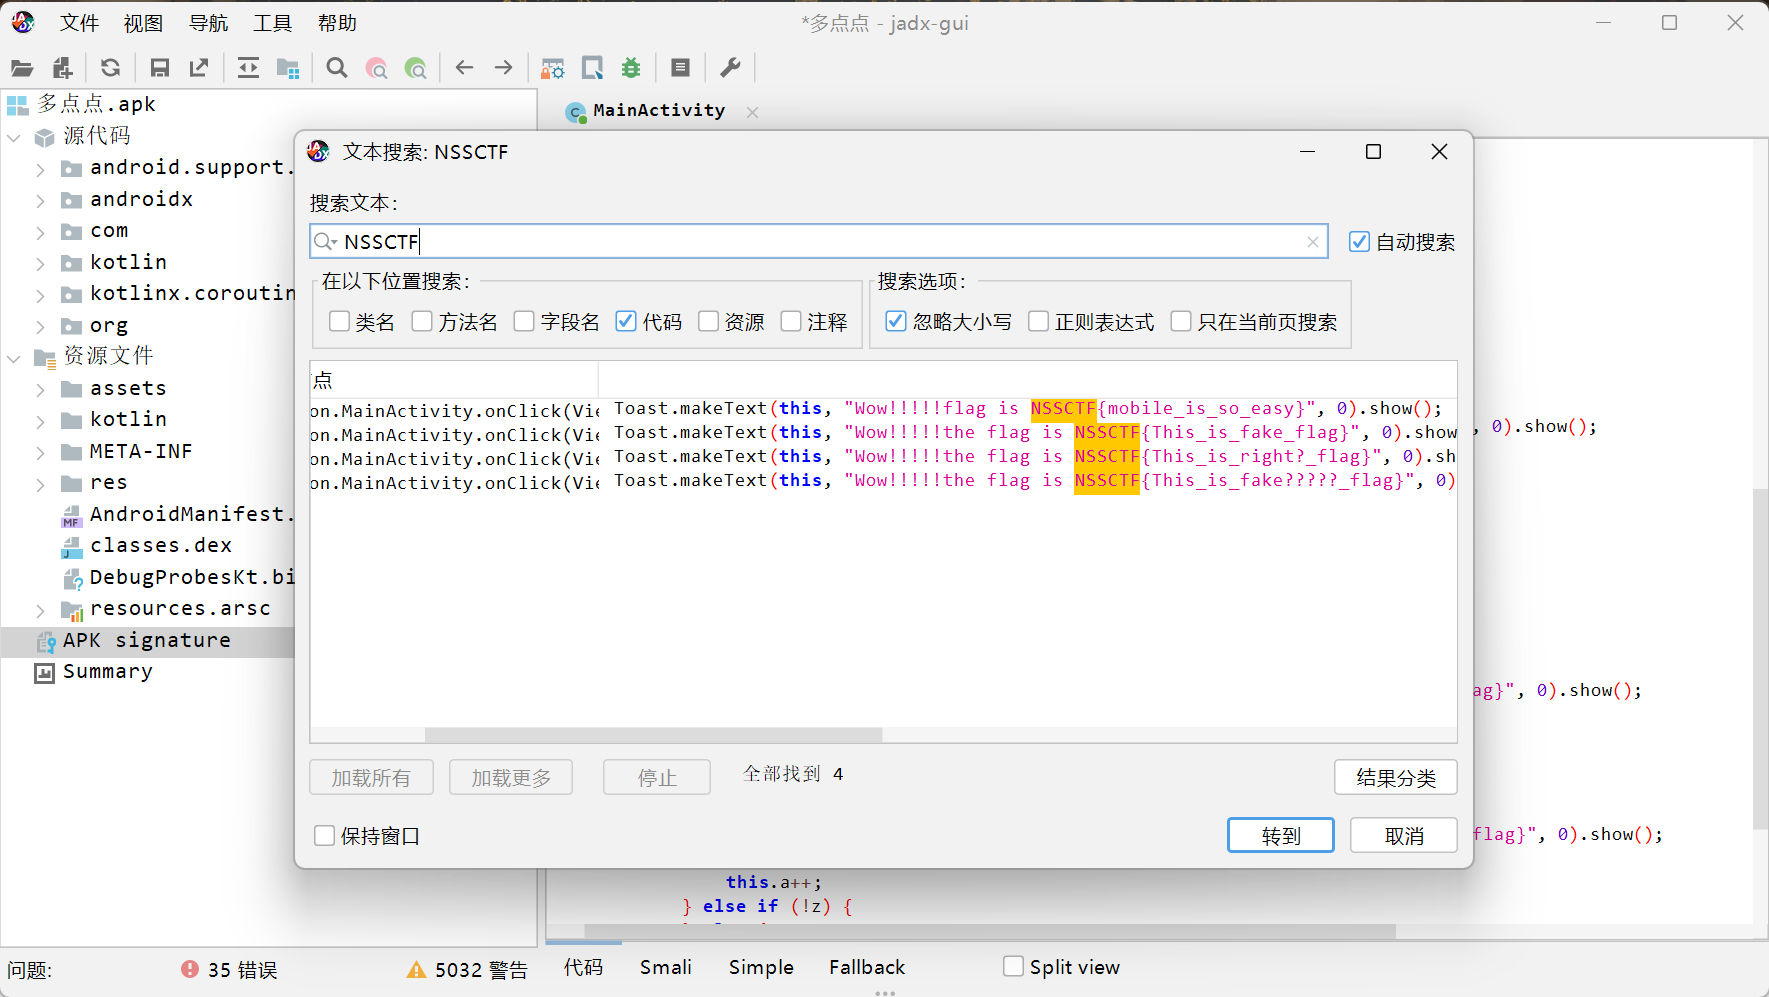 文件 视图 导航 工具 帮助
*多点点 - jadx-gui
多点点.apk
源代码
android.support.
androidx
com
kotlin
kotlinx.coroutin
org
资源文件
assets
kotlin
META-INF
res
AndroidManifest.
classes.dex
DebugProbesKt.bi
resources.arsc
APK signature
Summary
MainActivity
文本搜索: NSSCTF
搜索文本:
NSSCTF
自动搜索
在以下位置搜索:
类名 方法名 字段名 代码 资源 注释
搜索选项:
忽略大小写 正则表达式 只在当前页搜索
点
on.MainActivity.onClick(Vie Toast.makeText(this, "Wow!!!!!flag is NSSCTF{mobile_is_so_easy}", 0).show();
on.MainActivity.onClick(Vie Toast.makeText(this, "Wow!!!!!the flag is NSSCTF{This_is_fake_flag}", 0).show
on.MainActivity.onClick(Vie Toast.makeText(this, "Wow!!!!!the flag is NSSCTF{This_is_right?_flag}", 0).sh
on.MainActivity.onClick(Vie Toast.makeText(this, "Wow!!!!!the flag is NSSCTF{This_is_fake?????_flag}", 0)
加载所有 加载更多 停止 全部找到 4 结果分类
保持窗口 转到 取消
, 0).show();
ag}", 0).show();
flag}", 0).show();
this.a++;
} else if (!z) {
问题: 35 错误 5032 警告
代码 Smali Simple Fallback Split view